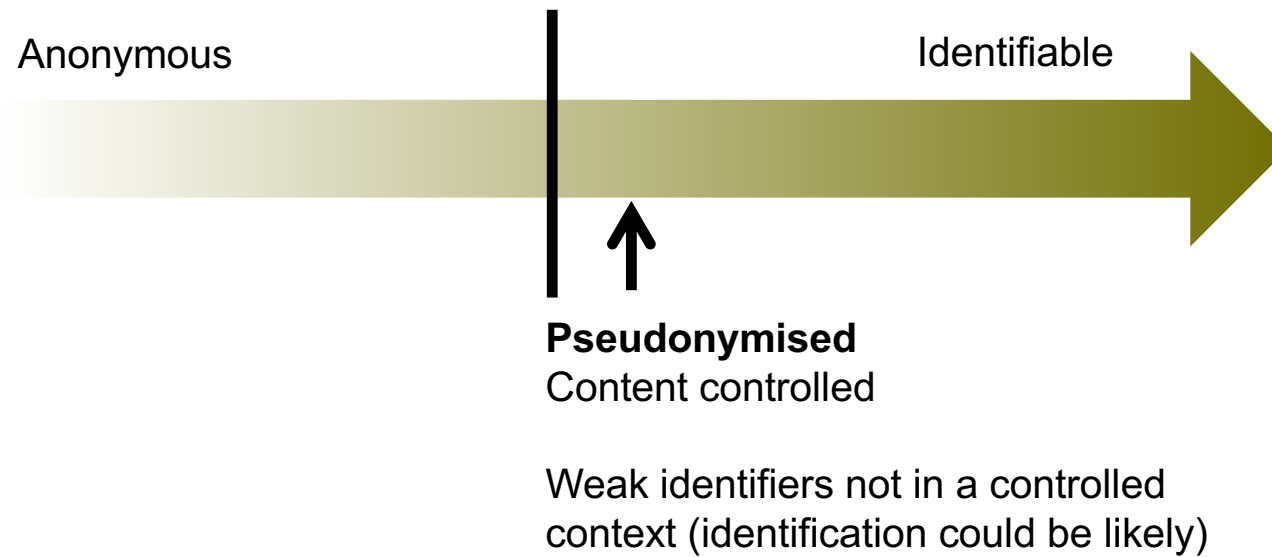 Anonymous
Identifiable
Pseudonymised
Content controlled
Weak identifiers not in a controlled
context (identification could be likely)